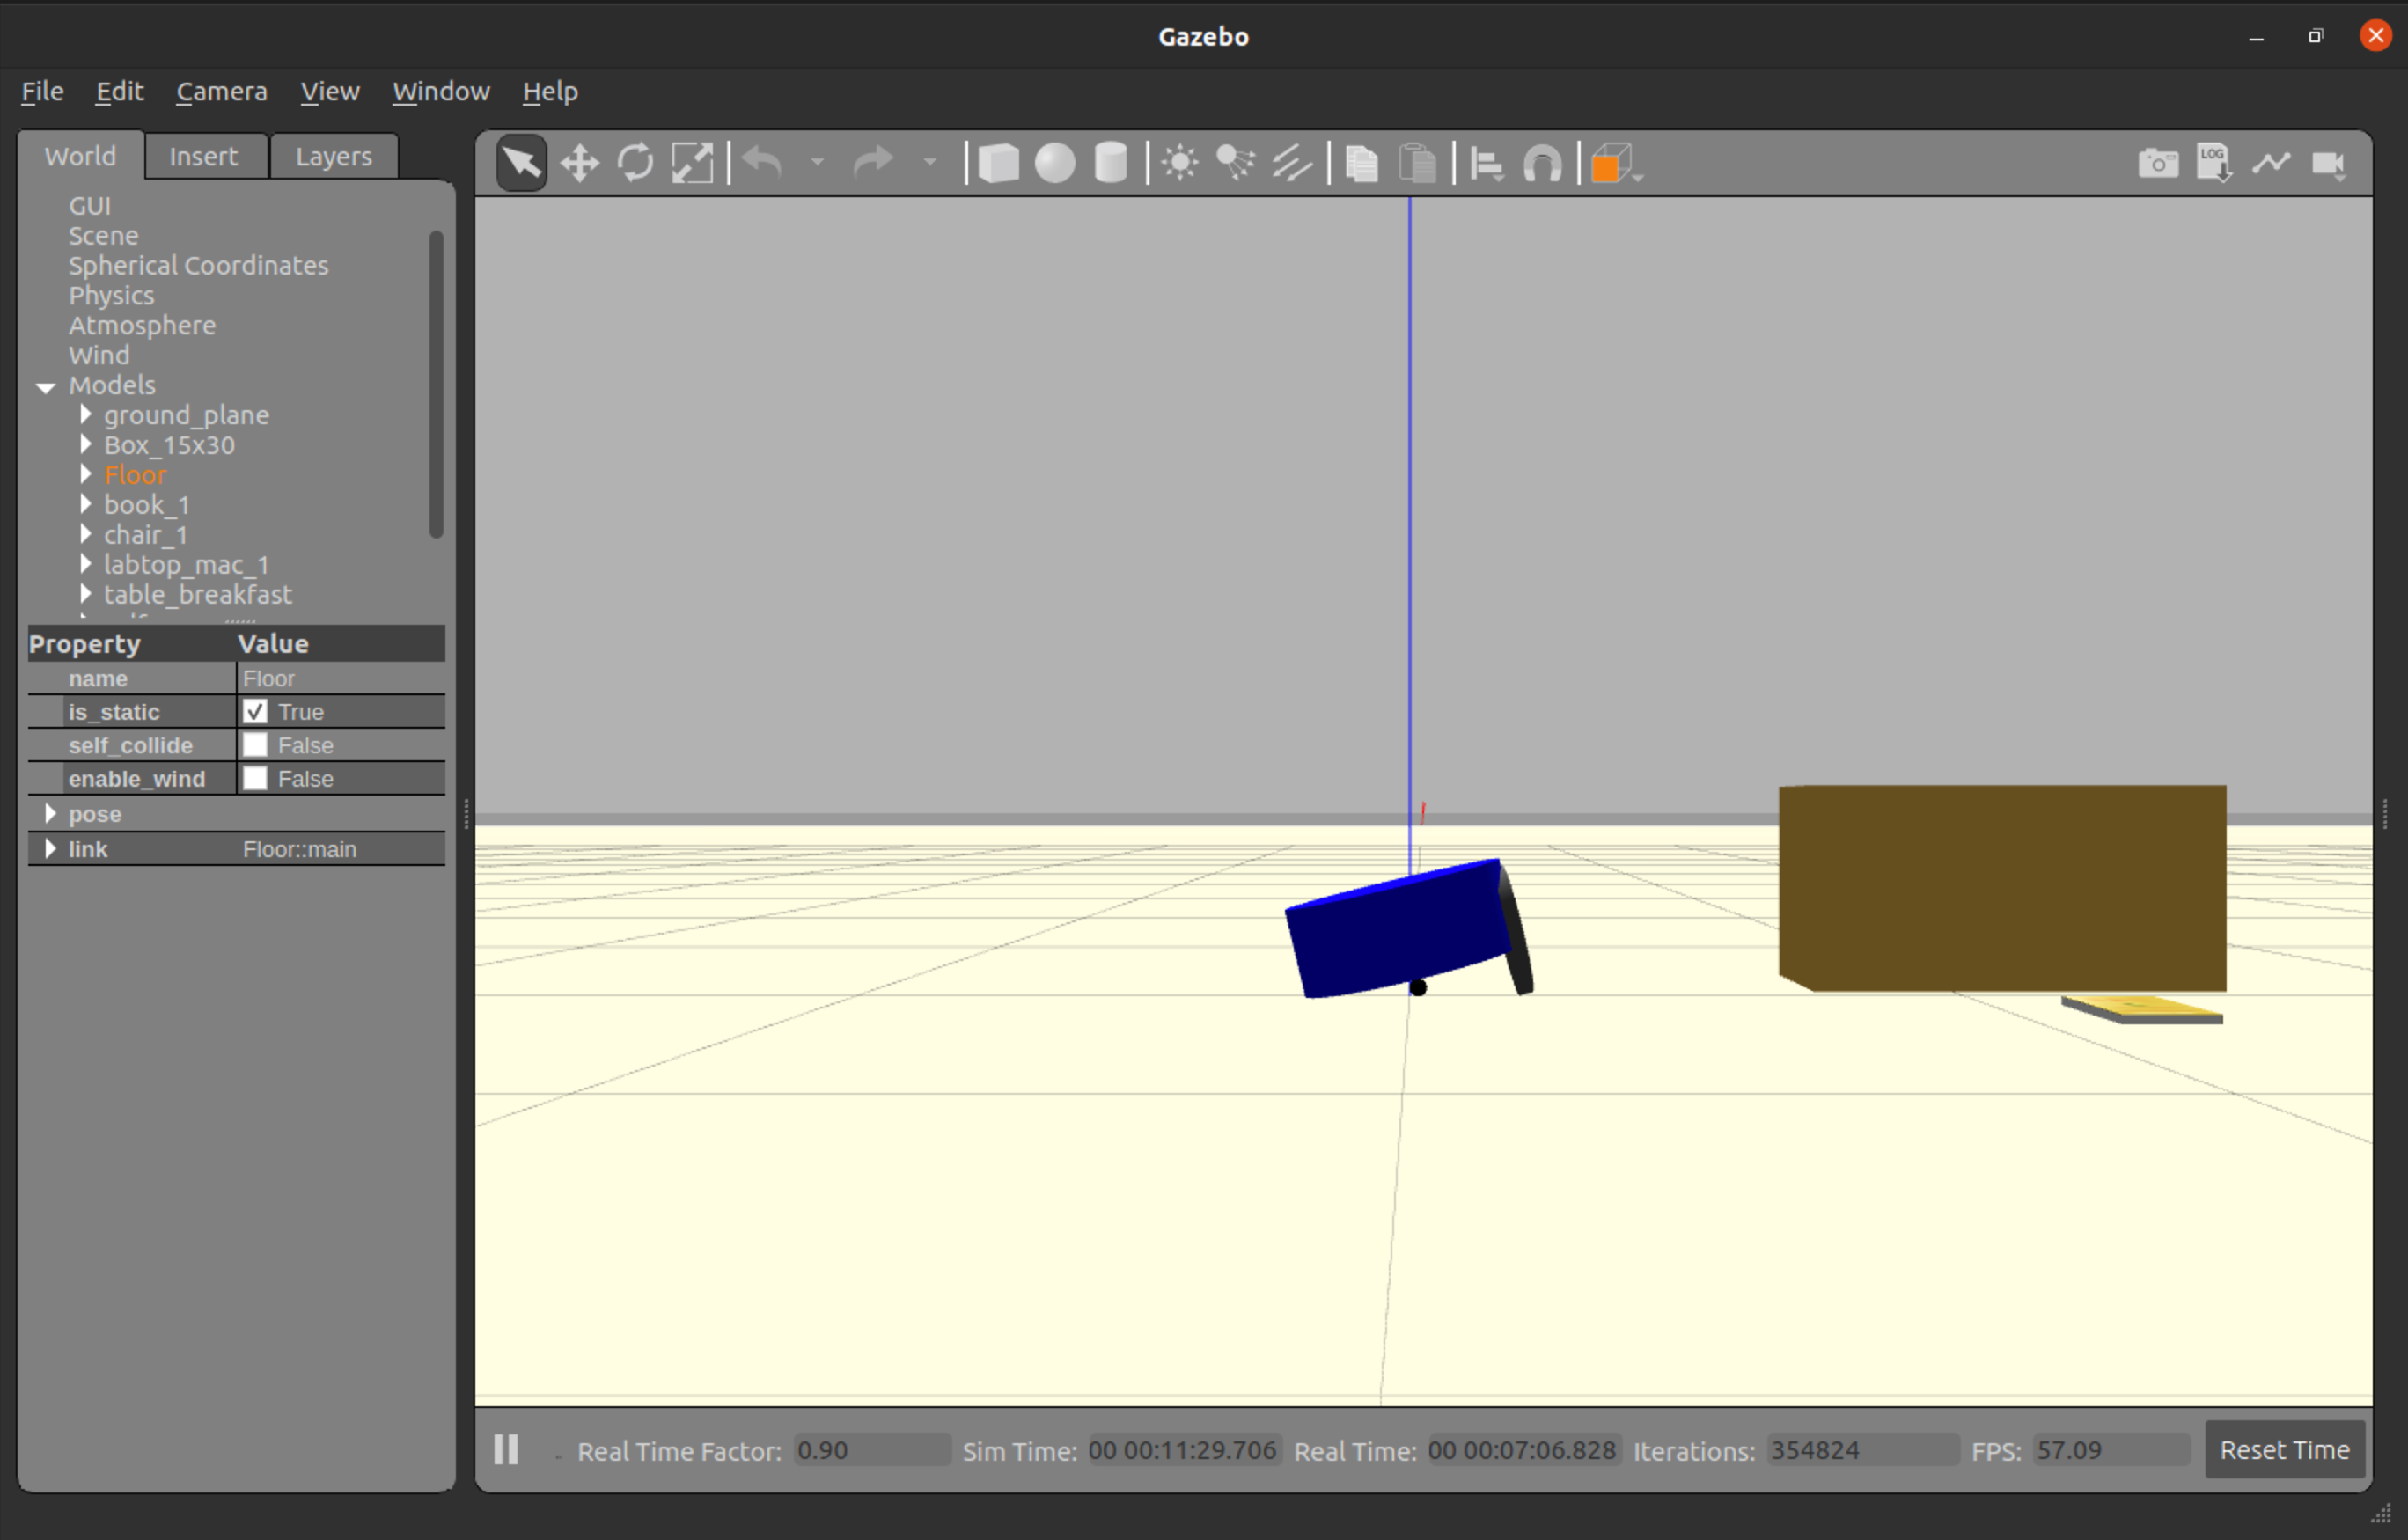 Gazebo
File Edit Camera View Window Help
World Insert Layers
GUI
Scene
Spherical Coordinates
Physics
Atmosphere
Wind
Models
ground_plane
Box_15x30
Floor
book_1
chair_1
labtop_mac_1
table_breakfast
Property Value
name Floor
is_static True
self_collide False
enable_wind False
pose
link Floor::main
LOG
Real Time Factor: 0.90 Sim Time: 00 00:11:29.706 Real Time: 00 00:07:06.828 Iterations: 354824 FPS: 57.09 Reset Time